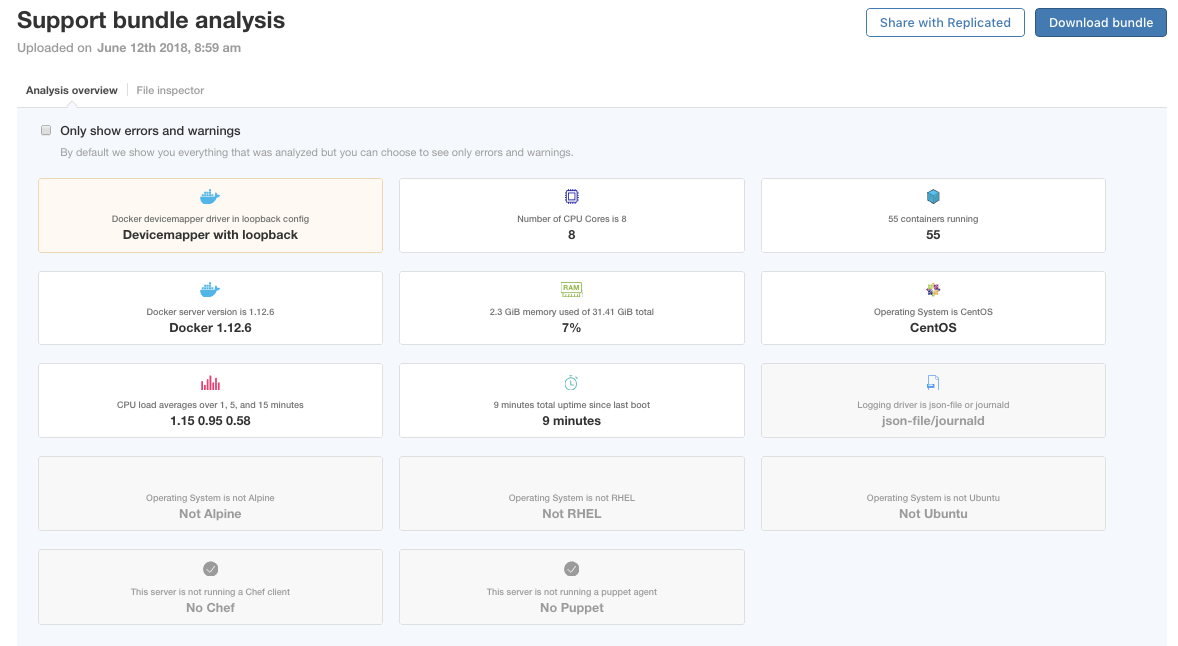 Support bundle analysis
Share with Replicated
Download bundle
Uploaded on June 12th 2018, 8:59 am
Analysis overview
File inspector
Only show errors and warnings
By default we show you everything that was analyzed but you can choose to see only errors and warnings.
Docker devicemapper driver in loopback config
Devicemapper with loopback
Number of CPU Cores is 8
8
55 containers running
55
Docker server version is 1.12.6
Docker 1.12.6
RAM
2.3 GiB memory used of 31.41 GiB total
7%
Operating System is CentOS
CentOS
CPU load averages over 1, 5, and 15 minutes
1.15 0.95 0.58
9 minutes total uptime since last boot
9 minutes
Logging driver is json-file or journald
json-file/journald
Operating System is not Alpine
Not Alpine
Operating System is not RHEL
Not RHEL
Operating System is not Ubuntu
Not Ubuntu
This server is not running a Chef client
No Chef
This server is not running a puppet agent
No Puppet